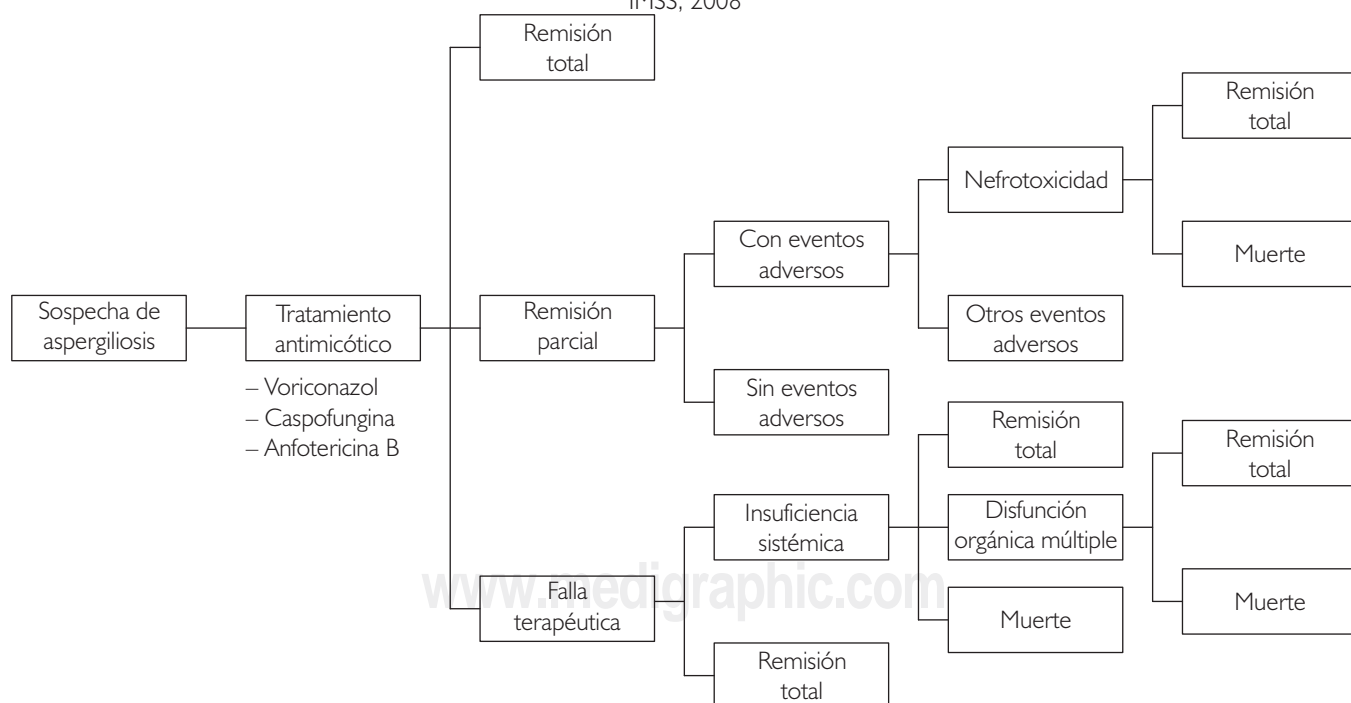 IMSS, 2008
Remisión
total
Remisión
total
Nefrotoxicidad
Con eventos
adversos
Muerte
Sospecha de
aspergiliosis
Tratamiento
antimicótico
– Voriconazol
– Caspofungina
– Anfotericina B
Remisión
parcial
Otros eventos
adversos
Sin eventos
adversos
Remisión
total
Remisión
total
Insuficiencia
sistémica
Disfunción
orgánica múltiple
www.medigraphic.com
Falla
terapéutica
Muerte
Muerte
Remisión
total